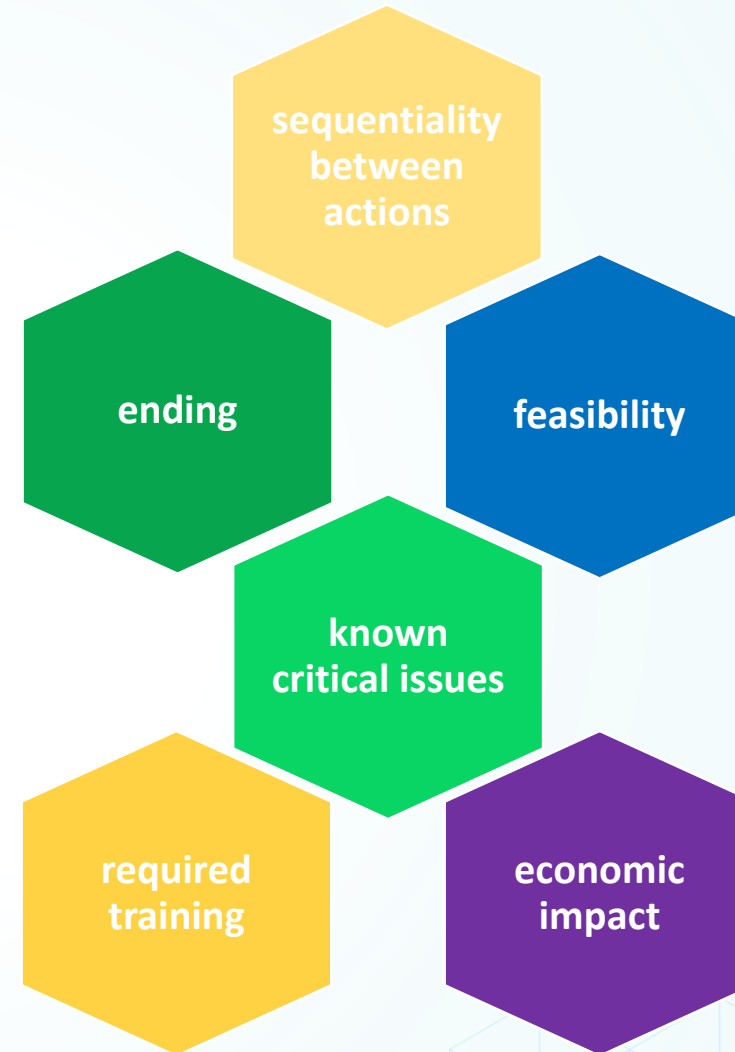 sequentiality
between
actions
ending
feasibility
known
critical issues
required
training
economic
impact